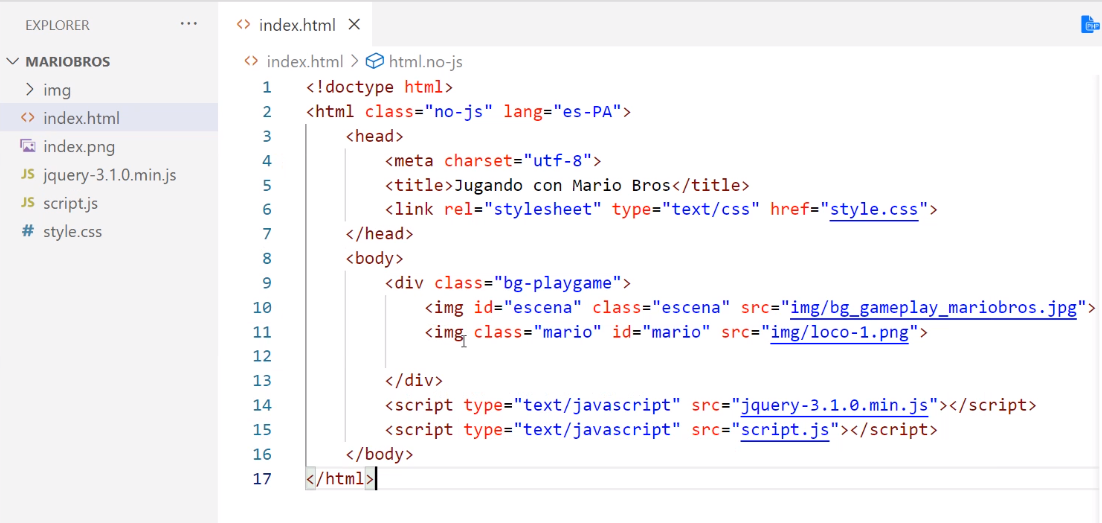 EXPLORER ...
MARIOBROS
img
index.html
index.png
JS jquery-3.1.0.min.js
JS script.js
# style.css
<> index.html ×
<> index.html > html.no-js
1 <!doctype html>
2 <html class="no-js" lang="es-PA">
3 <head>
4 <meta charset="utf-8">
5 <title>Jugando con Mario Bros</title>
6 <link rel="stylesheet" type="text/css" href="style.css">
7 </head>
8 <body>
9 <div class="bg-playgame">
10 <img id="escena" class="escena" src="img/bg_gameplay_mariobros.jpg">
11 <img class="mario" id="mario" src="img/loco-1.png">
12
13 </div>
14 <script type="text/javascript" src="jquery-3.1.0.min.js"></script>
15 <script type="text/javascript" src="script.js"></script>
16 </body>
17 </html>